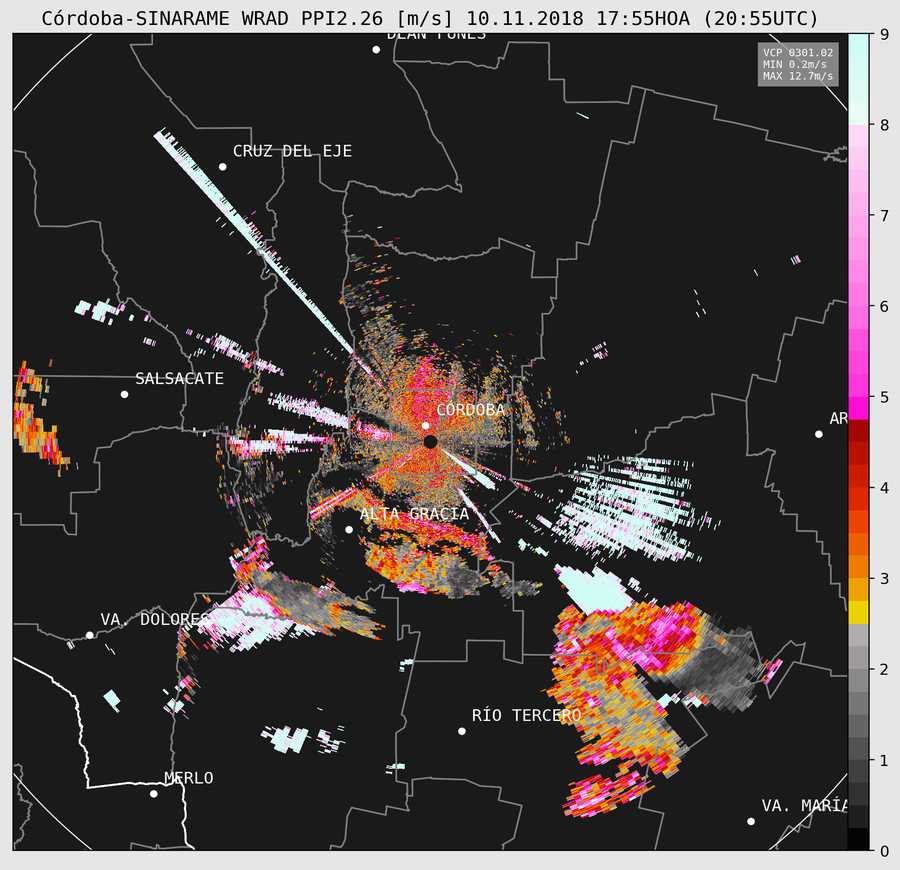 Córdoba-SINARAME WRAD PPI2.26 [m/s] 10.11.2018 17:55HOA (20:55UTC)
DEAN FUNES
VCP 0301.02
MIN 0.2m/s
MAX 12.7m/s
CRUZ DEL EJE
SALSACATE
CÓRDOBA
AR
ALTA GRACIA
VA. DOLORES
RÍO TERCERO
MERLO
VA. MARÍA
9
8
7
6
5
4
3
2
1
0